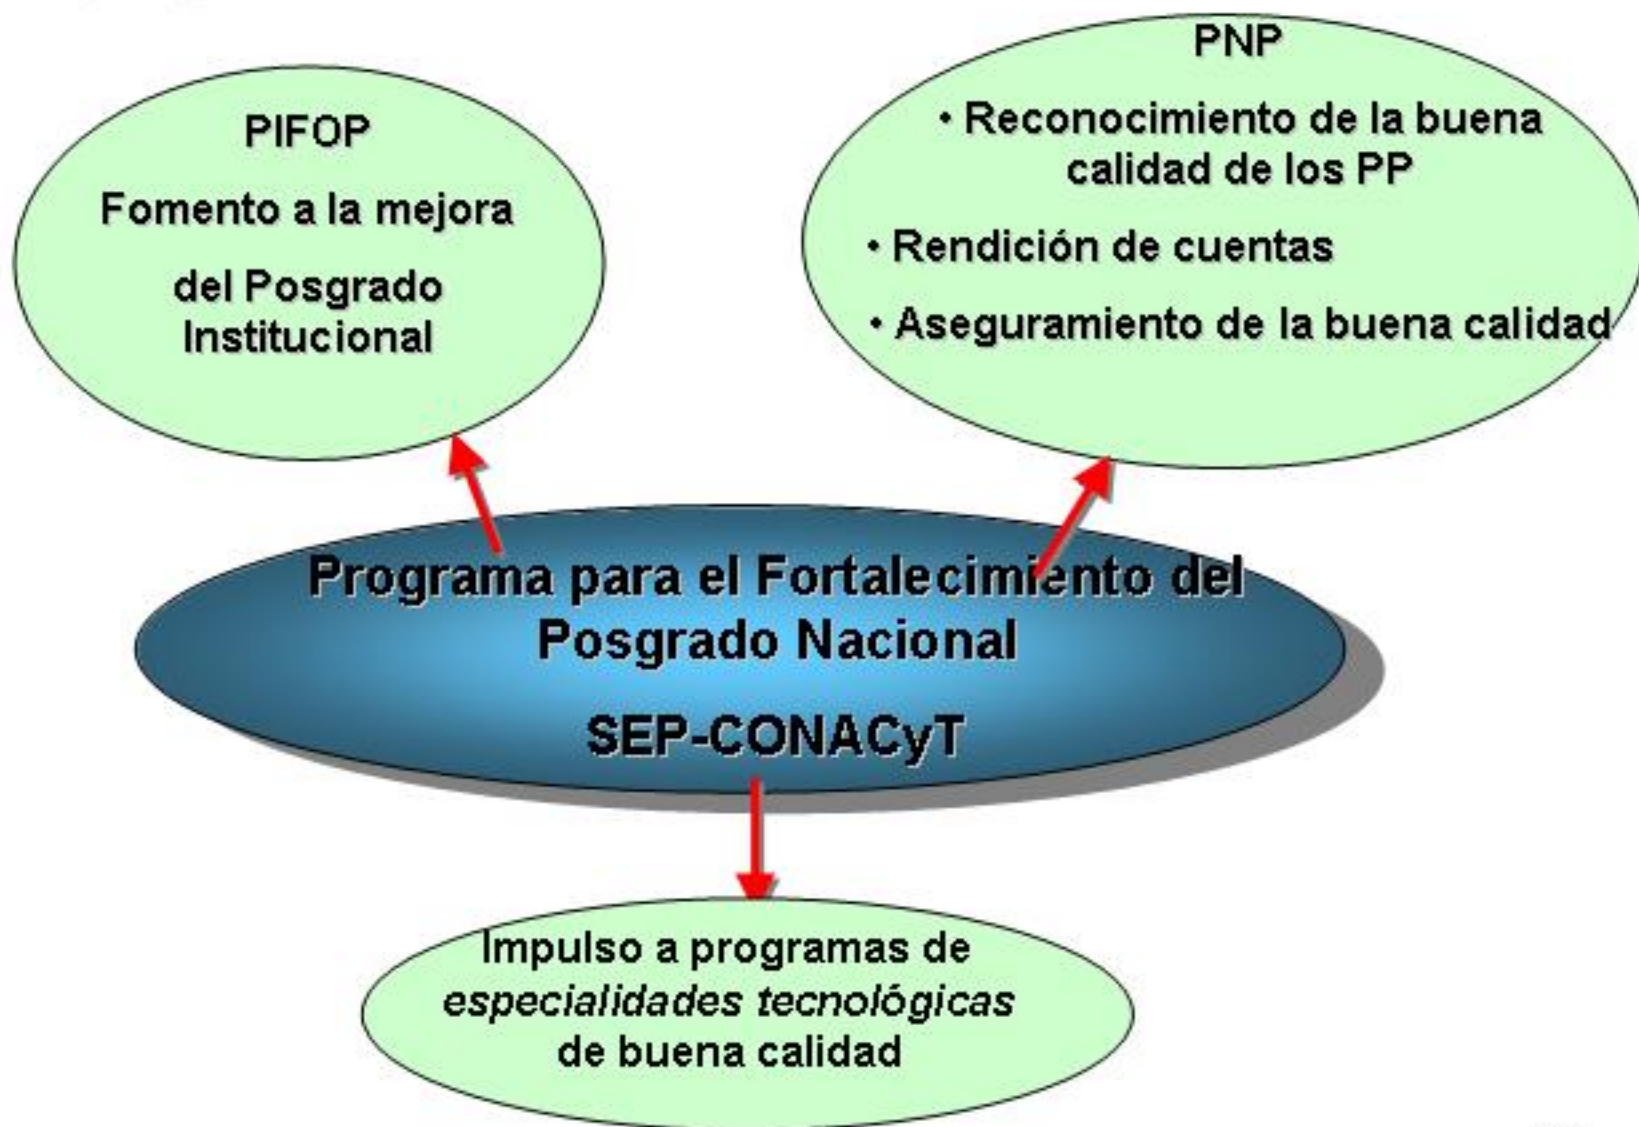 PIFOP
Fomento a la mejora
del Posgrado
Institucional
PNP
• Reconocimiento de la buena
calidad de los PP
• Rendición de cuentas
• Aseguramiento de la buena calidad
Programa para el Fortalecimiento del
Posgrado Nacional
SEP-CONACyT
Impulso a programas de
especialidades tecnológicas
de buena calidad